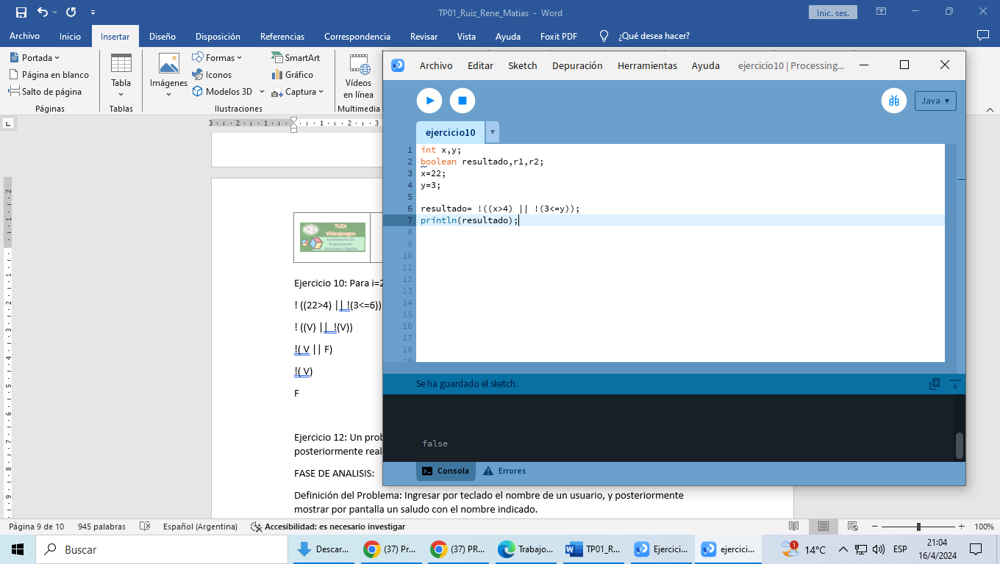 TP01_Ruiz_Rene_Matias - Word
Inic. ses.
Archivo Inicio Insertar Diseño Disposición Referencias Correspondencia Revisar Vista Ayuda Foxit PDF ¿Qué desea hacer?
Portada
Página en blanco
Salto de página
Páginas
Tabla
Tablas
Imágenes
Formas
Iconos
Modelos 3D
SmartArt
Gráfico
Captura
Ilustraciones
Vídeos
en línea
Multimedia
Archivo Editar Sketch Depuración Herramientas Ayuda ejercicio10 | Processing...
Java
ejercicio10
1 int x,y;
2 boolean resultado,r1,r2;
3 x=22;
4 y=3;
5
6 resultado= !((x>4) || !(3<=y));
7 println(resultado);
8
9
10
11
12
13
14
15
16
17
18
19
Se ha guardado el sketch.
false
Consola Errores
TUDI
Videojuegos
Fundamentos de
Programación
Orientada a Objetos
Ejercicio 10: Para i=2
! ((22>4) || !(3<=6))
! ((V) || !(V))
!( V || F)
!( V)
F
Ejercicio 12: Un prob
posteriormente real
FASE DE ANALISIS:
Definición del Problema: Ingresar por teclado el nombre de un usuario, y posteriormente
mostrar por pantalla un saludo con el nombre indicado.
Página 9 de 10 945 palabras Español (Argentina) Accesibilidad: es necesario investigar 100%
Buscar
Descar...
(37) Pr...
(37) PR...
Trabajo...
TP01_R...
Ejercici...
ejercici...
1
14°C
ESP
21:04
16/4/2024